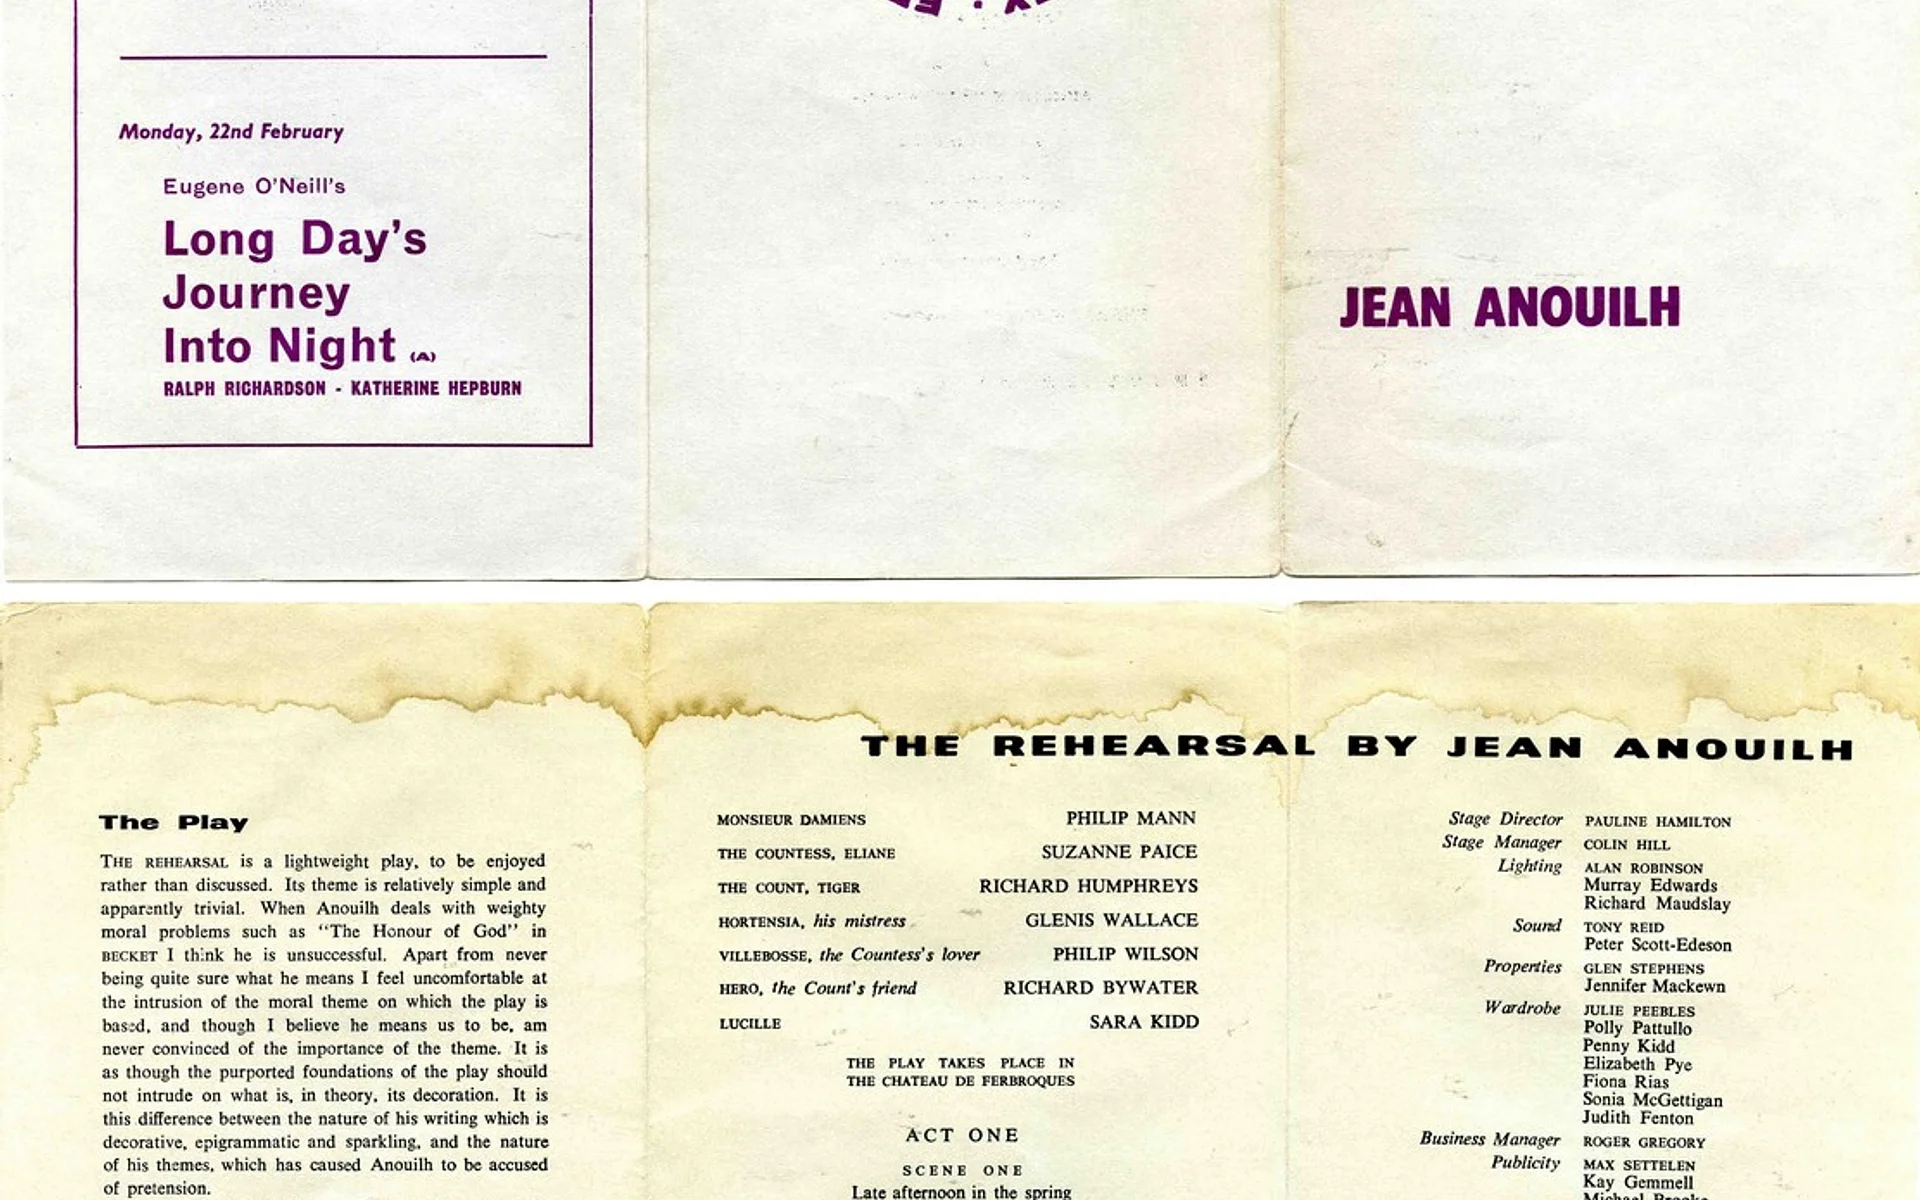 Monday, 22nd February
Eugene O'Neill's
Long Day's
Journey
Into Night (A)
RALPH RICHARDSON - KATHERINE HEPBURN
JEAN ANOUILH
THE REHEARSAL BY JEAN ANOUILH
The Play
THE REHEARSAL is a lightweight play, to be enjoyed
rather than discussed. Its theme is relatively simple and
apparently trivial. When Anouilh deals with weighty
moral problems such as "The Honour of God" in
BECKET I think he is unsuccessful. Apart from never
being quite sure what he means I feel uncomfortable at
the intrusion of the moral theme on which the play is
based, and though I believe he means us to be, am
never convinced of the importance of the theme. It is
as though the purported foundations of the play should
not intrude on what is, in theory, its decoration. It is
this difference between the nature of his writing which is
decorative, epigrammatic and sparkling, and the nature
of his themes, which has caused Anouilh to be accused
of pretension.
MONSIEUR DAMIENS PHILIP MANN
THE COUNTESS, ELIANE SUZANNE PAICE
THE COUNT, TIGER RICHARD HUMPHREYS
HORTENSIA, his mistress GLENIS WALLACE
VILLEBOSSE, the Countess's lover PHILIP WILSON
HERO, the Count's friend RICHARD BYWATER
LUCILLE SARA KIDD
THE PLAY TAKES PLACE IN
THE CHATEAU DE FERBROQUES
ACT ONE
SCENE ONE
Late afternoon in the spring
Stage Director PAULINE HAMILTON
Stage Manager COLIN HILL
Lighting ALAN ROBINSON
Murray Edwards
Richard Maudslay
Sound TONY REID
Peter Scott-Edeson
Properties GLEN STEPHENS
Jennifer Mackewn
Wardrobe JULIE PEEBLES
Polly Pattullo
Penny Kidd
Elizabeth Pye
Fiona Rias
Sonia McGettigan
Judith Fenton
Business Manager ROGER GREGORY
Publicity MAX SETTELEN
Kay Gemmell